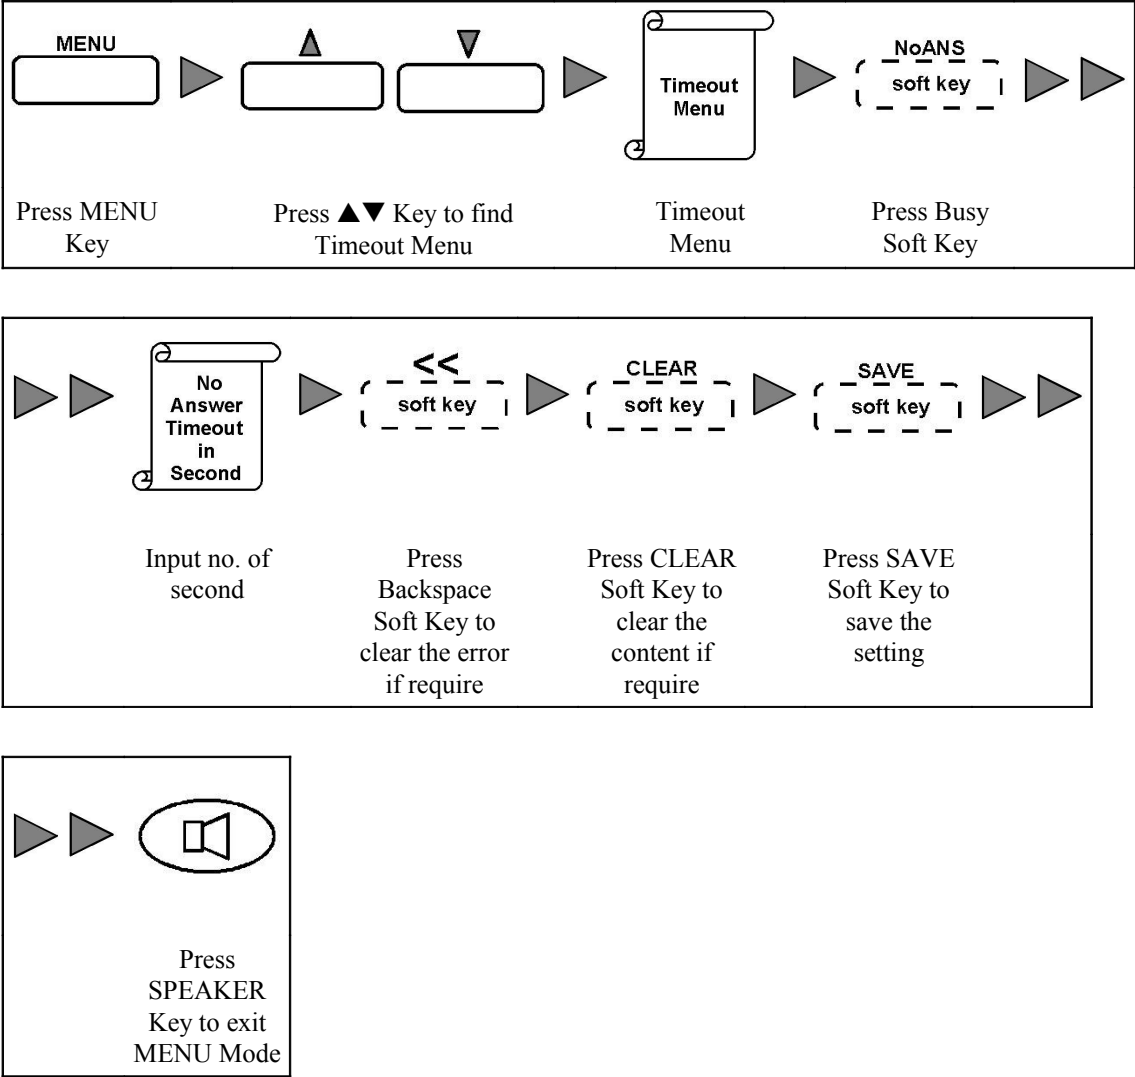 MENU
NoANS
soft key
Timeout
Menu
Press MENU
Key
Press ▲▼ Key to find
Timeout Menu
Timeout
Menu
Press Busy
Soft Key
No
Answer
Timeout
in
Second
<<
soft key
CLEAR
soft key
SAVE
soft key
Input no. of
second
Press
Backspace
Soft Key to
clear the error
if require
Press CLEAR
Soft Key to
clear the
content if
require
Press SAVE
Soft Key to
save the
setting
Press
SPEAKER
Key to exit
MENU Mode